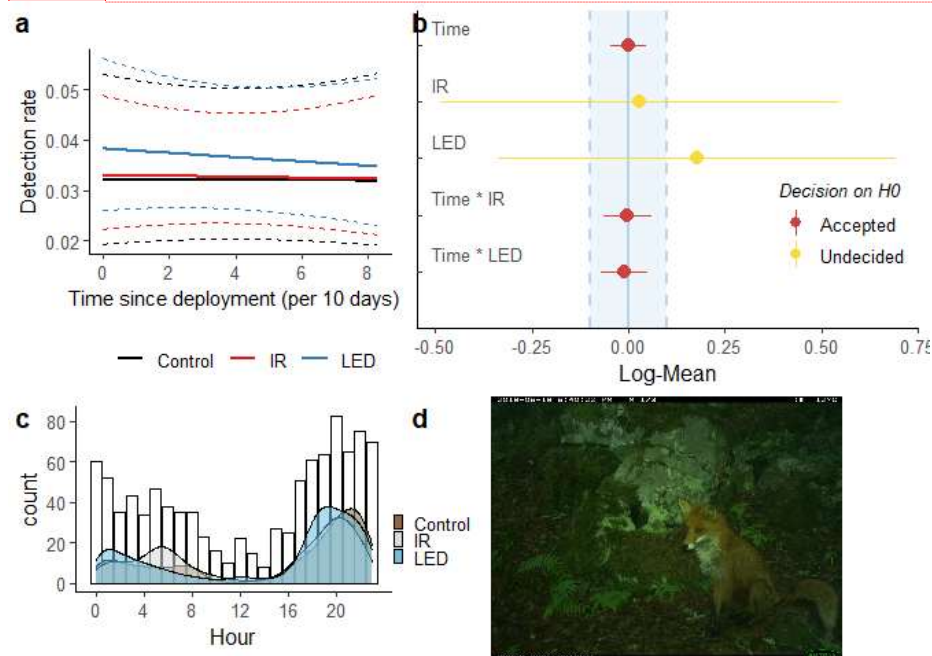 a
0.05
0.04
0.03
0.02
Detection rate
0 2 4 6 8
Time since deployment (per 10 days)
Control IR LED
b
Time
IR
LED
Time * IR
Time * LED
Decision on H0
Accepted
Undecided
-0.50 -0.25 0.00 0.25 0.50 0.75
Log-Mean
c
80
60
40
20
0
count
0 4 8 12 16 20
Hour
Control
IR
LED
d